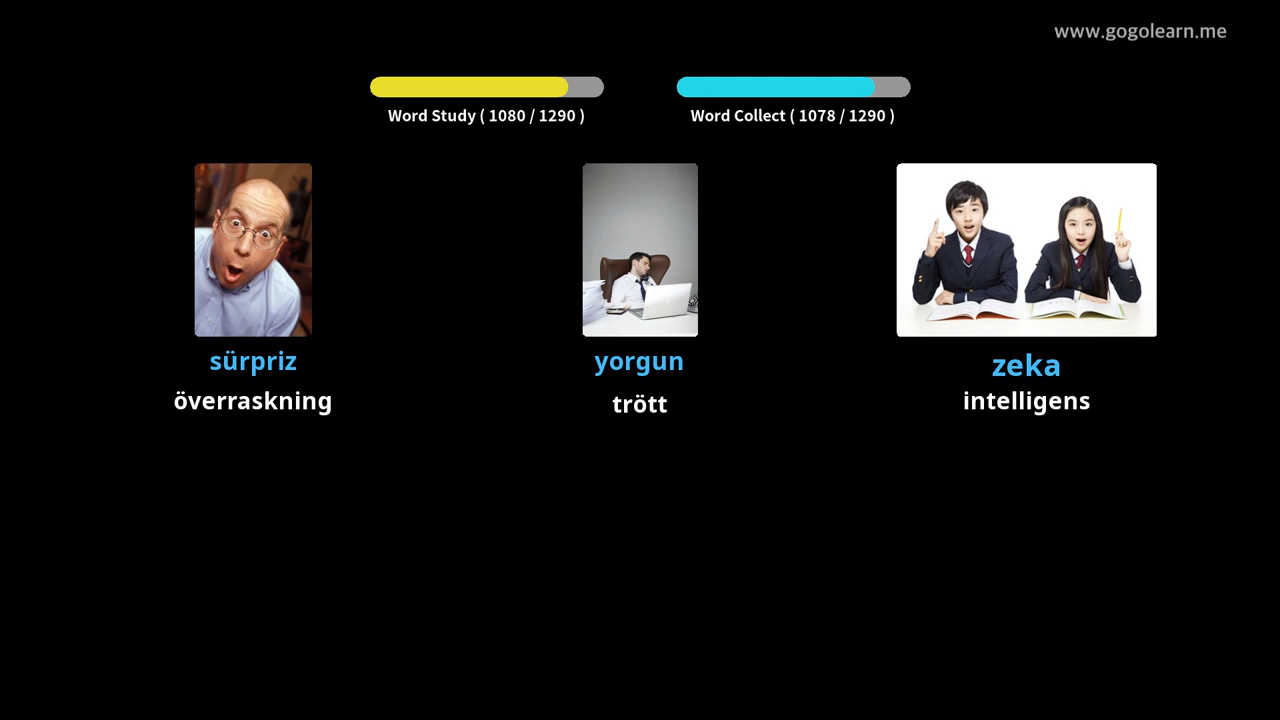 www.gogolearn.me
Word Study ( 1080 / 1290 )
Word Collect ( 1078 / 1290 )
sürpriz
överraskning
yorgun
trött
zeka
intelligens